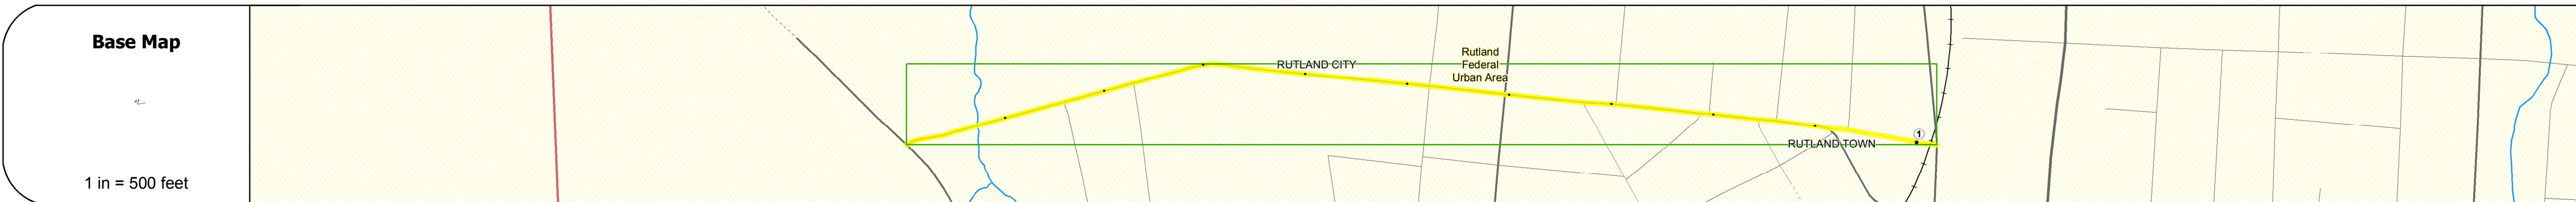 Base Map
1 in = 500 feet
RUTLAND CITY
Rutland
Federal
Urban Area
1
RUTLAND TOWN